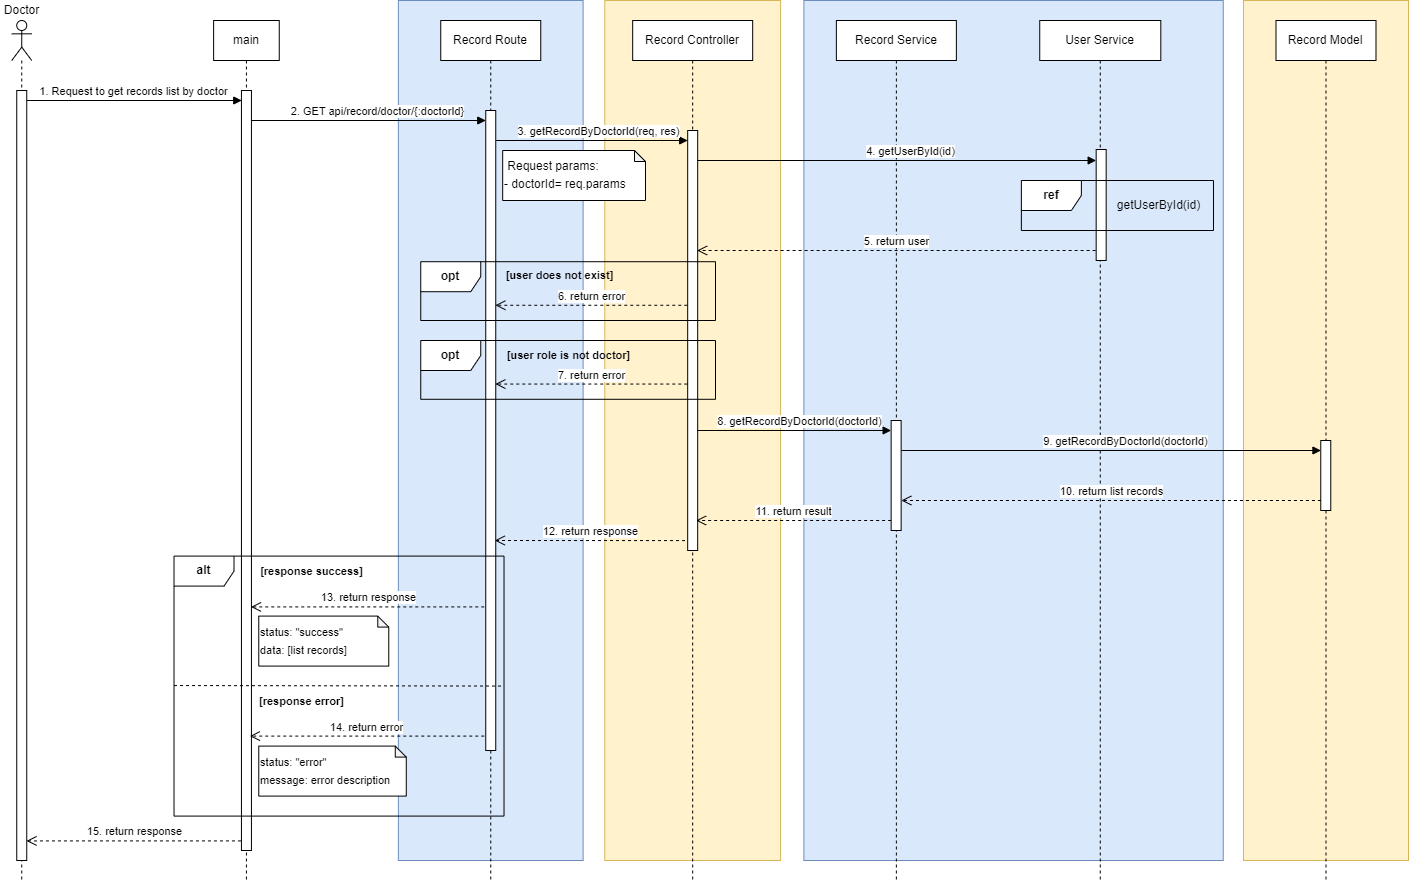 Doctor
main
Record Route
Record Controller
Record Service
User Service
Record Model
1. Request to get records list by doctor
2. GET api/record/doctor/{:doctorId}
3. getRecordByDoctorId(req, res)
Request params:
- doctorId= req.params
4. getUserById(id)
ref
getUserById(id)
5. return user
opt
[user does not exist]
6. return error
opt
[user role is not doctor]
7. return error
8. getRecordByDoctorId(doctorId)
9. getRecordByDoctorId(doctorId)
10. return list records
11. return result
12. return response
alt
[response success]
13. return response
status: "success"
data: [list records]
[response error]
14. return error
status: "error"
message: error description
15. return response